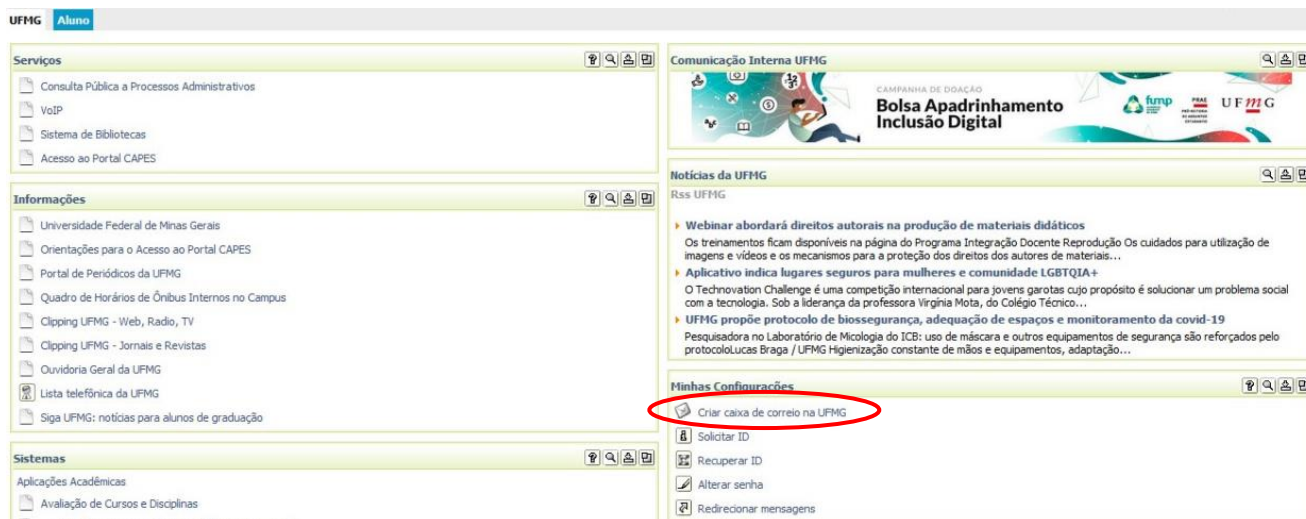 UFMG Aluno
Serviços
Consulta Pública a Processos Administrativos
VoIP
Sistema de Bibliotecas
Acesso ao Portal CAPES
Informações
Universidade Federal de Minas Gerais
Orientações para o Acesso ao Portal CAPES
Portal de Periódicos da UFMG
Quadro de Horários de Ônibus Internos no Campus
Clipping UFMG - Web, Radio, TV
Clipping UFMG - Jornais e Revistas
Ouvidoria Geral da UFMG
Lista telefônica da UFMG
Siga UFMG: notícias para alunos de graduação
Sistemas
Aplicações Acadêmicas
Avaliação de Cursos e Disciplinas
Comunicação Interna UFMG
CAMPANHA DE DOAÇÃO
Bolsa Apadrinhamento
Inclusão Digital
fump
PRAE
UFMG
Notícias da UFMG
Rss UFMG
Webinar abordará direitos autorais na produção de materiais didáticos
Os treinamentos ficam disponíveis na página do Programa Integração Docente Reprodução Os cuidados para utilização de
imagens e vídeos e os mecanismos para a proteção dos direitos dos autores de materiais...
Aplicativo indica lugares seguros para mulheres e comunidade LGBTQIA+
O Technovation Challenge é uma competição internacional para jovens garotas cujo propósito é solucionar um problema social
com a tecnologia. Sob a liderança da professora Virgínia Mota, do Colégio Técnico...
UFMG propõe protocolo de biossegurança, adequação de espaços e monitoramento da covid-19
Pesquisadora no Laboratório de Micologia do ICB: uso de máscara e outros equipamentos de segurança são reforçados pelo
protocoloLucas Braga / UFMG Higienização constante de mãos e equipamentos, adaptação...
Minhas Configurações
Criar caixa de correio na UFMG
Solicitar ID
Recuperar ID
Alterar senha
Redirecionar mensagens